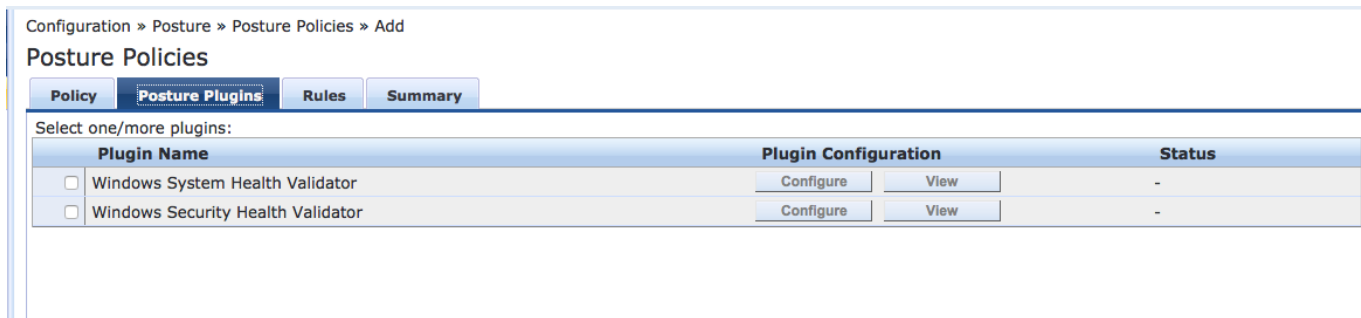 Configuration » Posture » Posture Policies » Add
Posture Policies
Policy Posture Plugins Rules Summary
Select one/more plugins:
Plugin Name Plugin Configuration Status
Windows System Health Validator Configure View -
Windows Security Health Validator Configure View -